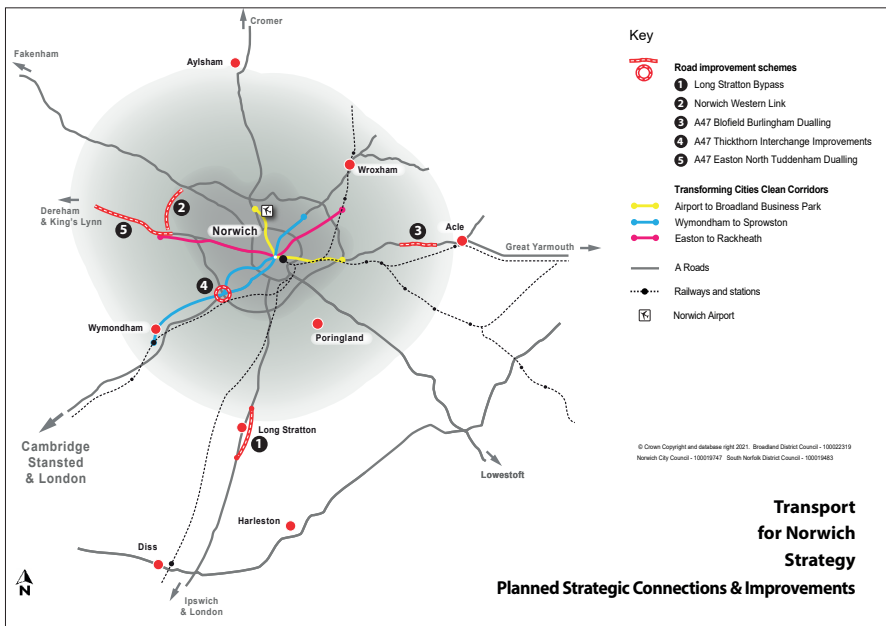 Cromer
Fakenham
Aylsham
Wroxham
Dereham
& King's Lynn
2
5
Norwich
3
Acle
Great Yarmouth
4
Wymondham
Poringland
Cambridge
Stansted
& London
Long Stratton
1
Lowestoft
Harleston
Diss
Ipswich
& London
N
Key
Road improvement schemes
1 Long Stratton Bypass
2 Norwich Western Link
3 A47 Blofield Burlingham Dualling
4 A47 Thickthorn Interchange Improvements
5 A47 Easton North Tuddenham Dualling
Transforming Cities Clean Corridors
Airport to Broadland Business Park
Wymondham to Sprowston
Easton to Rackheath
A Roads
Railways and stations
Norwich Airport
© Crown Copyright and database right 2021. Broadland District Council - 100022319
Norwich City Council - 100019747 South Norfolk District Council - 100019483
Transport
for Norwich
Strategy
Planned Strategic Connections & Improvements